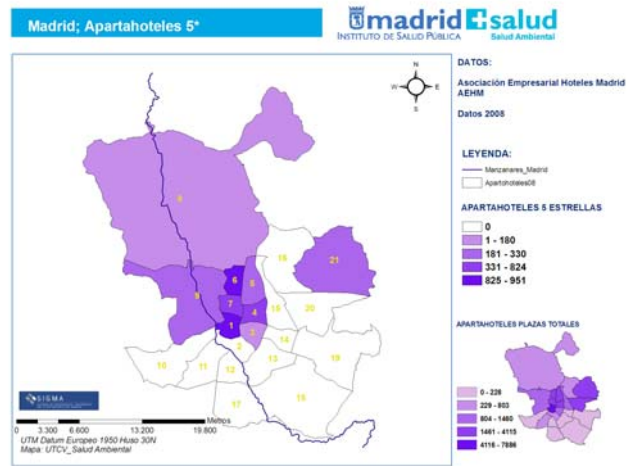 Madrid; Apartahoteles 5*
madrid salud
INSTITUTO DE SALUD PÚBLICA
Salud Ambiental
DATOS:
Asociación Empresarial Hoteles Madrid
AEHM
Datos 2008
LEYENDA:
Manzanares_Madrid
Apartohoteles08
APARTAHOTELES 5 ESTRELLAS
0
1 - 180
181 - 330
331 - 824
825 - 951
APARTAHOTELES PLAZAS TOTALES
0 - 228
229 - 803
804 - 1460
1461 - 4115
4116 - 7886
N
W
E
S
8
16
21
6
5
9
7
4
15
20
1
3
2
14
13
19
10
11
12
18
17
SIGMA
Metros
0 3.300 6.600 13.200 19.800
UTM Datum Europeo 1950 Huso 30N
Mapa: UTCV_Salud Ambiental